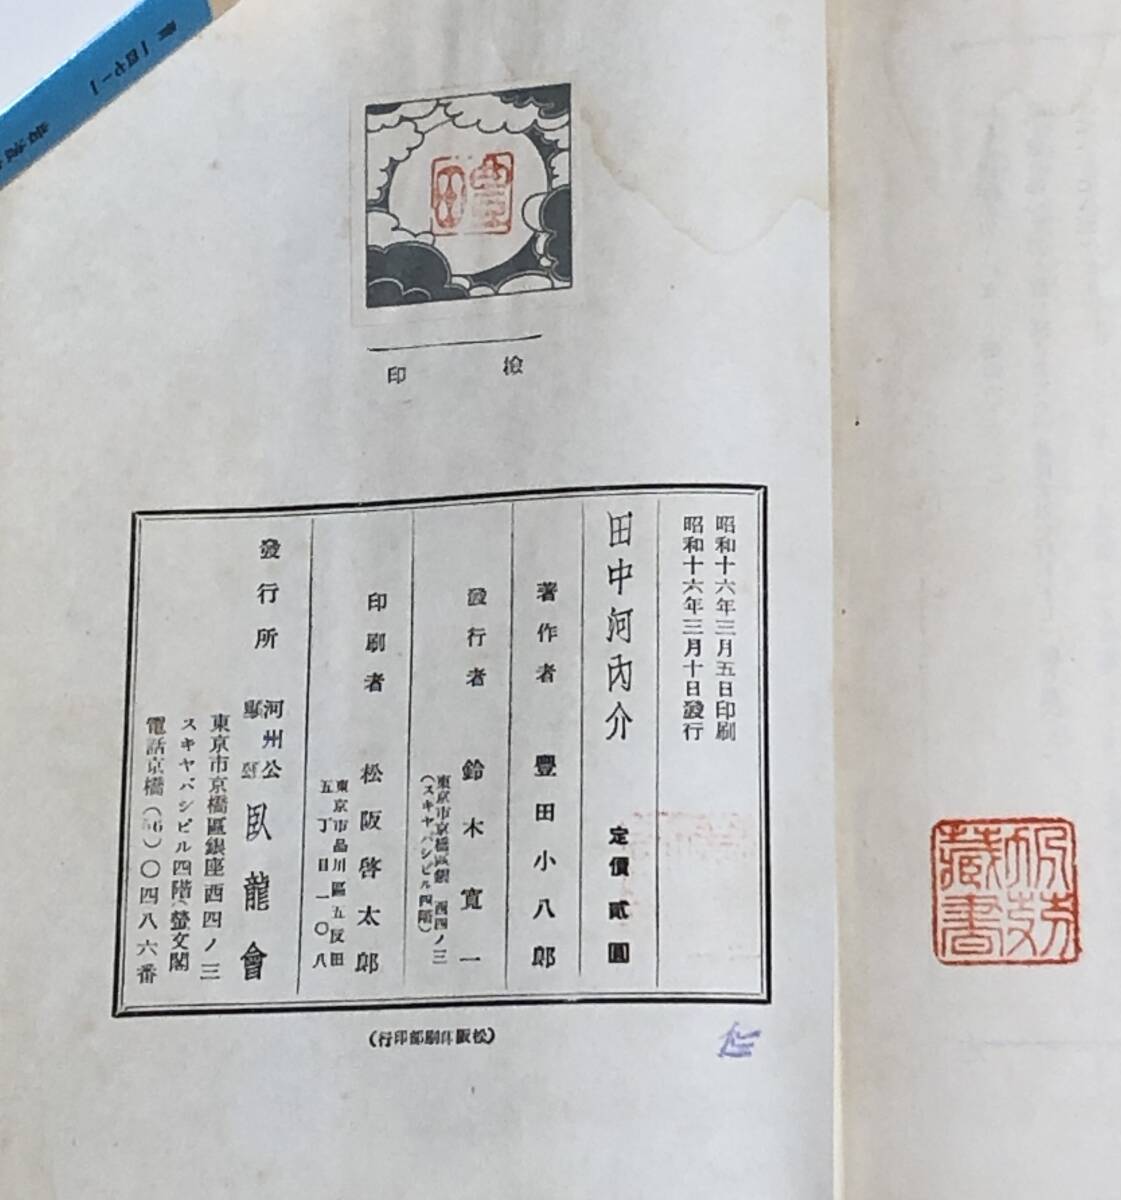 檢印
昭和十六年三月五日印刷
昭和十六年三月十日發行
田中河內介
定價貳圓
著作者 豐田小八郎
發行者 鈴木寬一
東京市京橋區銀 西四ノ三
(スキヤバシビル四階)
印刷者 松阪啓太郎
東京市品川區五反田
五丁目一〇八
發行所 河州公顯 臥龍會
東京市京橋區銀座西四ノ三
スキヤバシビル四階 螢文閣
電話京橋(56)〇四八六番
(松阪印刷部印行)
藏書